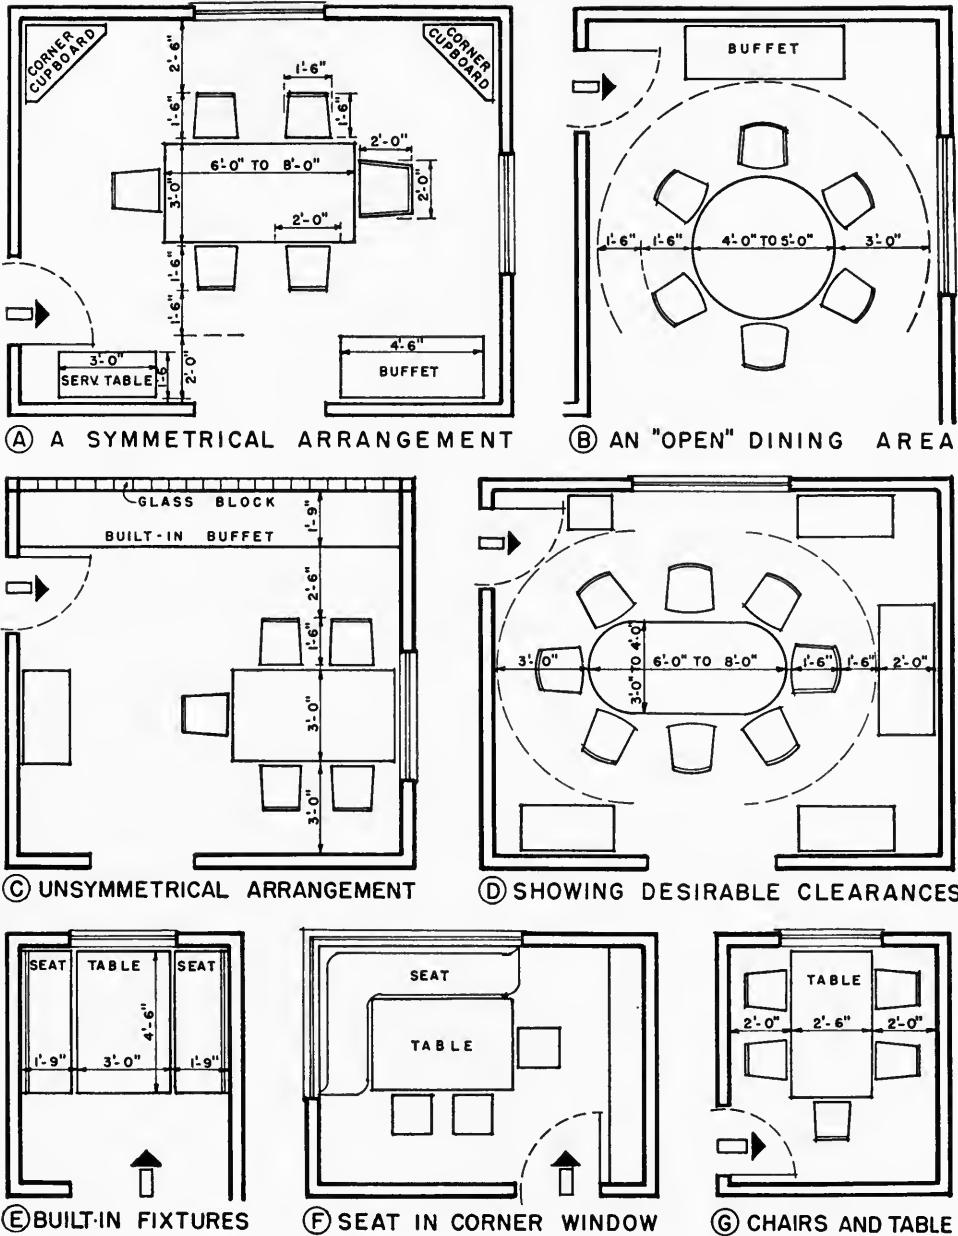 CORNER
CUPBOARD
CORNER
CUPBOARD
2'-6"
1'-6"
1'-6"
1'-6"
2'-0"
6'-0" TO 8'-0"
3'-0"
2'-0"
2'-0"
1'-6"
1'-6"
2'-0"
3'-0"
SERV. TABLE
1'-6
4'-6"
BUFFET
A A SYMMETRICAL ARRANGEMENT
BUFFET
1'-6"
1'-6"
4'-0" TO 5'-0"
3'-0"
B AN "OPEN" DINING AREA
GLASS BLOCK
BUILT-IN BUFFET
1'-9"
2'-6"
1'-6"
3'-0"
3'-0"
C UNSYMMETRICAL ARRANGEMENT
3'-0"
3'-0" TO 4'-0"
6'-0" TO 8'-0"
1'-6"
1'-6"
2'-0"
D SHOWING DESIRABLE CLEARANCES
SEAT
TABLE
SEAT
4'-6"
1'-9"
3'-0"
1'-9"
E BUILT-IN FIXTURES
SEAT
TABLE
F SEAT IN CORNER WINDOW
TABLE
2'-0"
2'-6"
2'-0"
G CHAIRS AND TABLE